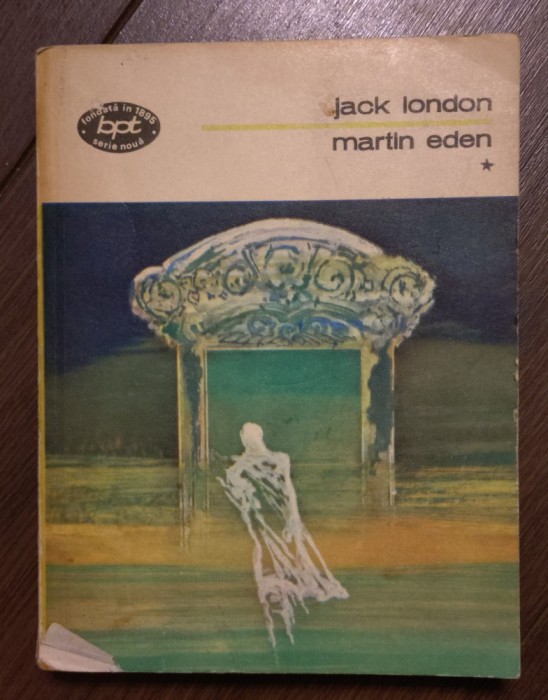 fondată în 1895
bpt
serie nouă
jack london
martin eden
*